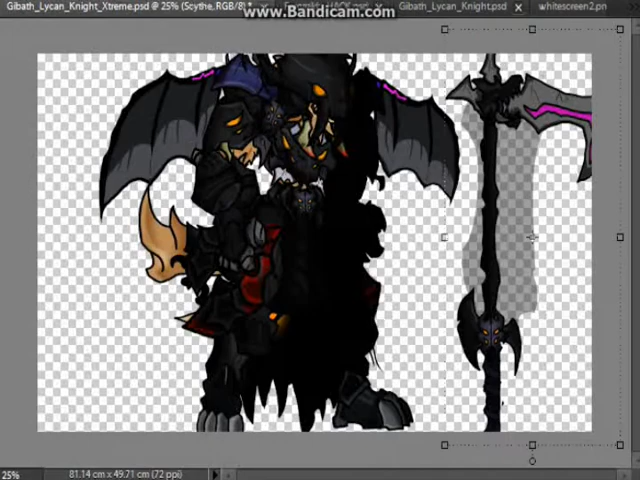 www.Bandicam.com
Gibath_Lycan_Knight_Xtreme.psd @ 25% (Scythe, RGB/8) *
Gibath_Lycan_Knight.psd
whitescreen2.pn
25%
81.14 cm x 49.71 cm (72 ppi)